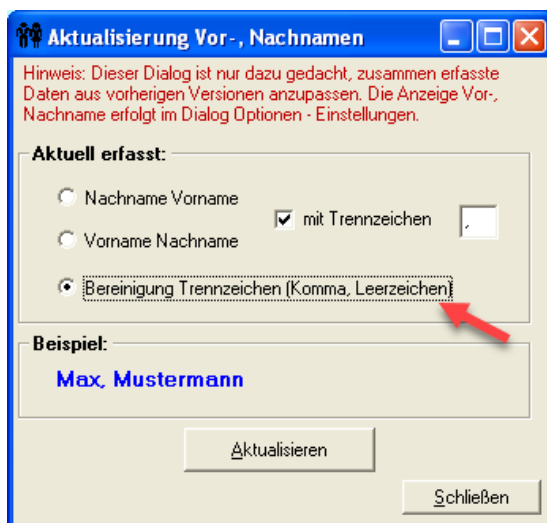 Aktualisierung Vor-, Nachnamen
Hinweis: Dieser Dialog ist nur dazu gedacht, zusammen erfasste
Daten aus vorherigen Versionen anzupassen. Die Anzeige Vor-,
Nachname erfolgt im Dialog Optionen - Einstellungen.
Aktuell erfasst:
Nachname Vorname
mit Trennzeichen ,
Vorname Nachname
Bereinigung Trennzeichen (Komma, Leerzeichen)
Beispiel:
Max, Mustermann
Aktualisieren
Schließen